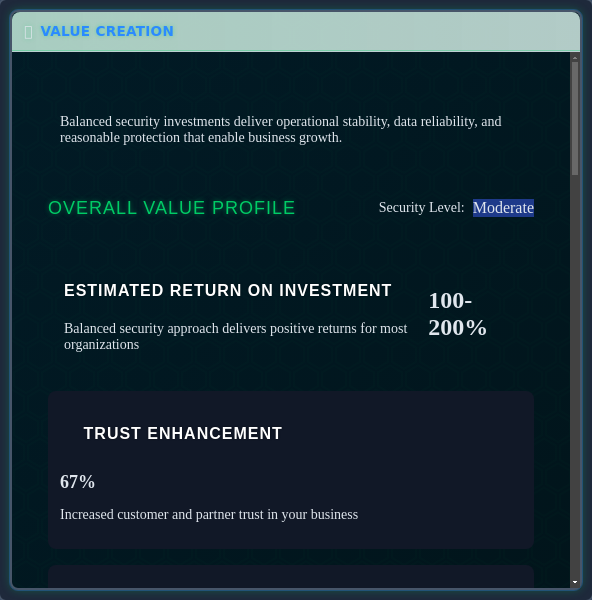 VALUE CREATION
Balanced security investments deliver operational stability, data reliability, and
reasonable protection that enable business growth.
OVERALL VALUE PROFILE
Security Level: Moderate
ESTIMATED RETURN ON INVESTMENT
100-
200%
Balanced security approach delivers positive returns for most
organizations
TRUST ENHANCEMENT
67%
Increased customer and partner trust in your business